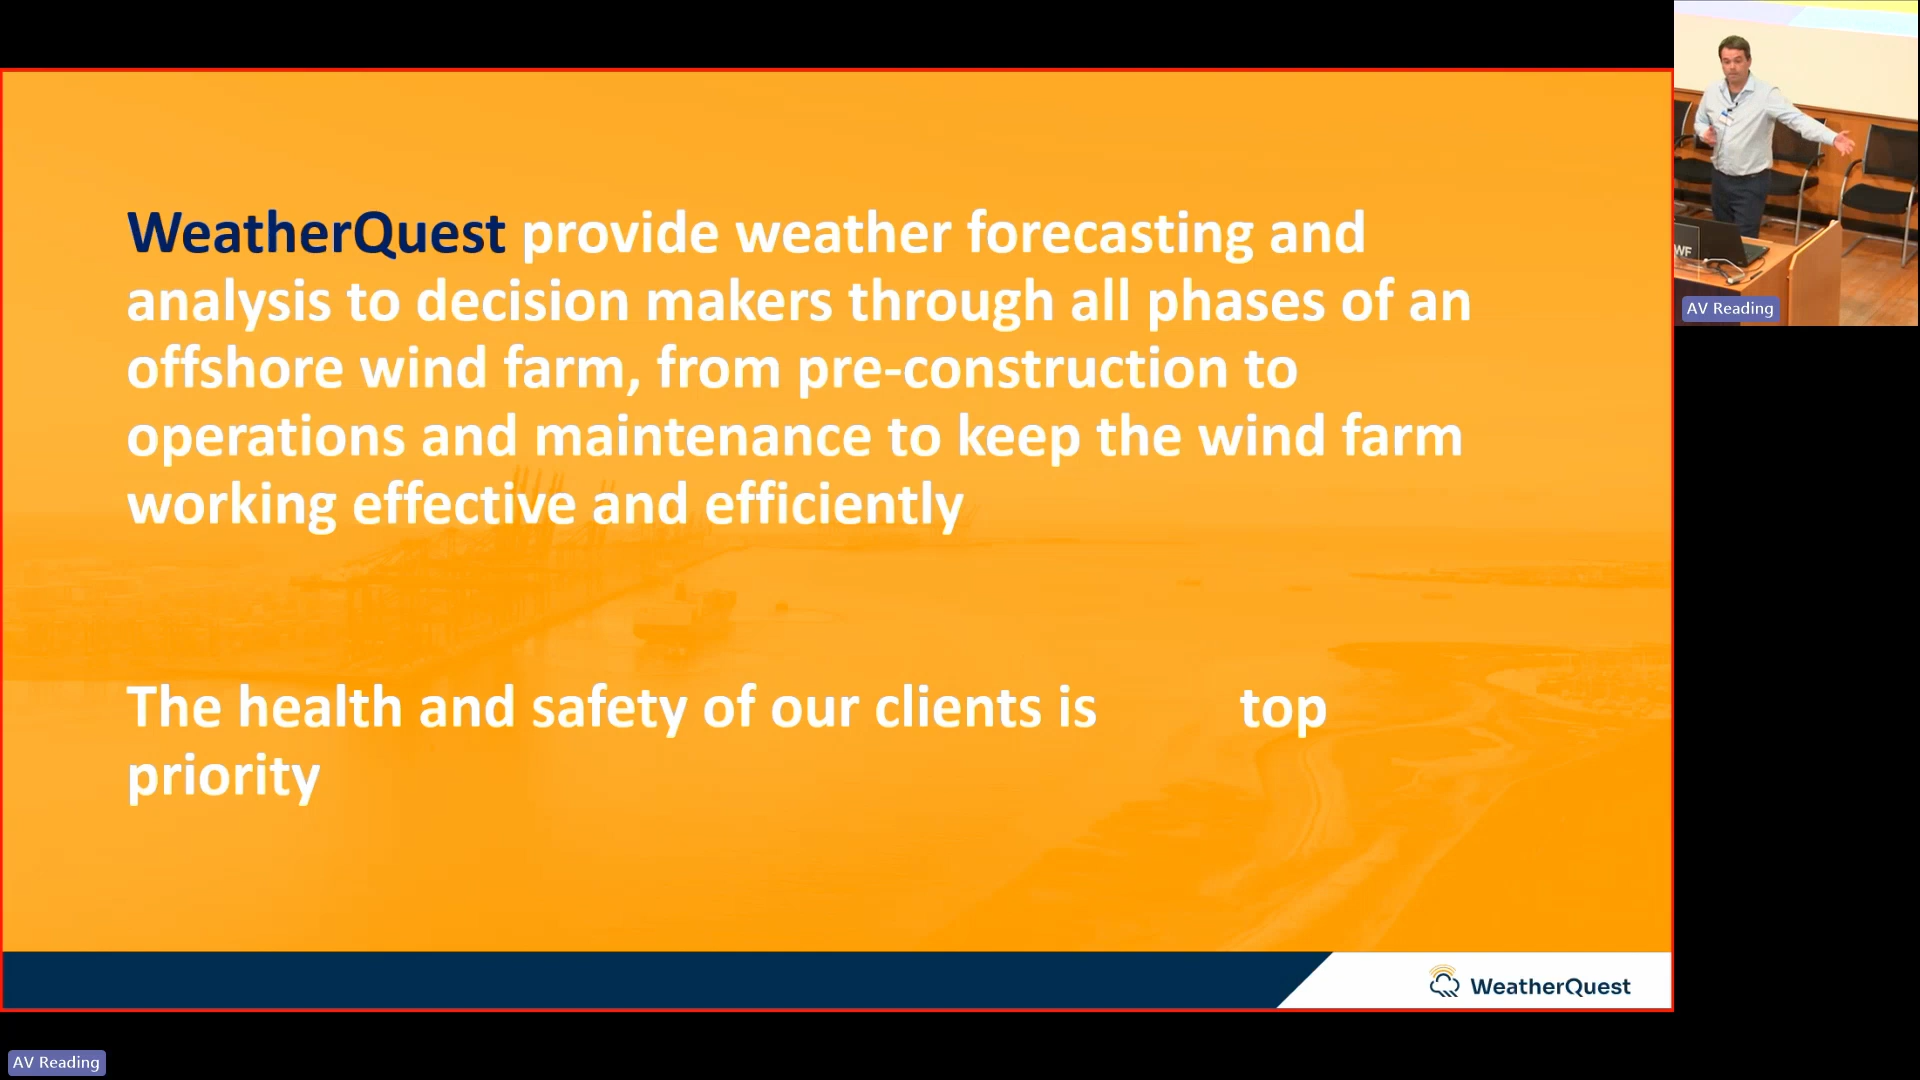 WeatherQuest provide weather forecasting and
analysis to decision makers through all phases of an
offshore wind farm, from pre-construction to
operations and maintenance to keep the wind farm
working effective and efficiently
The health and safety of our clients is top
priority
WeatherQuest
WF
AV Reading
AV Reading